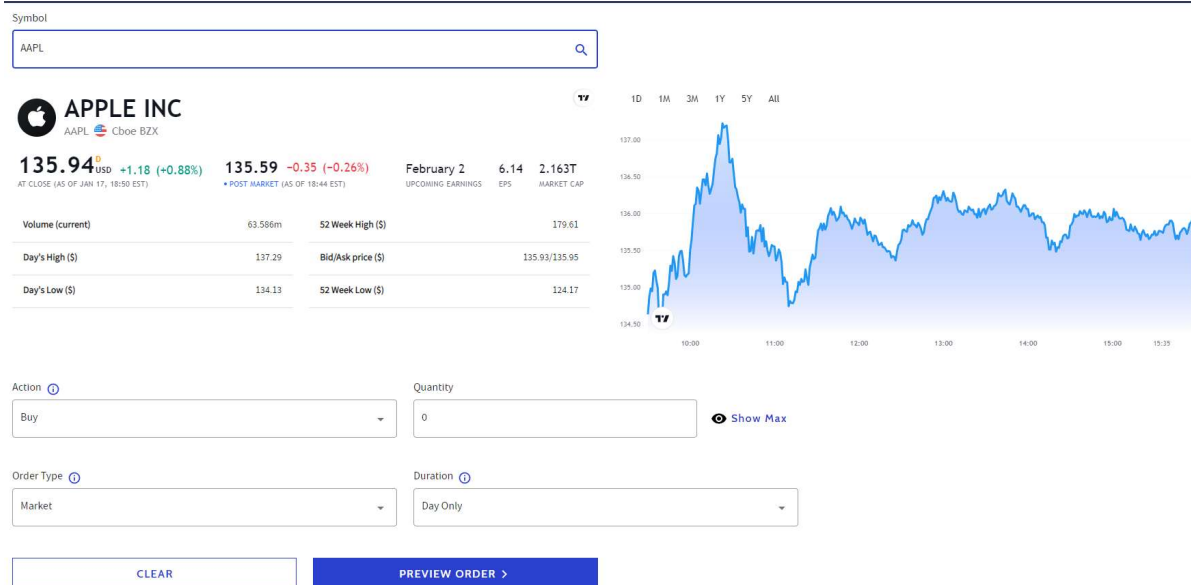 Symbol
AAPL
APPLE INC
AAPL Cboe BZX
135.94 D USD +1.18 (+0.88%)
AT CLOSE (AS OF JAN 17, 18:50 EST)
135.59 -0.35 (-0.26%)
• POST MARKET (AS OF 18:44 EST)
February 2
UPCOMING EARNINGS
6.14
EPS
2.163T
MARKET CAP
Volume (current) 63.586m
52 Week High ($) 179.61
Day's High ($) 137.29
Bid/Ask price ($) 135.93/135.95
Day's Low ($) 134.13
52 Week Low ($) 124.17
1D 1M 3M 1Y 5Y All
137.00
136.50
136.00
135.50
135.00
134.50
10:00 11:00 12:00 13:00 14:00 15:00 15:35
Action
Buy
Quantity
0
Show Max
Order Type
Market
Duration
Day Only
CLEAR
PREVIEW ORDER >